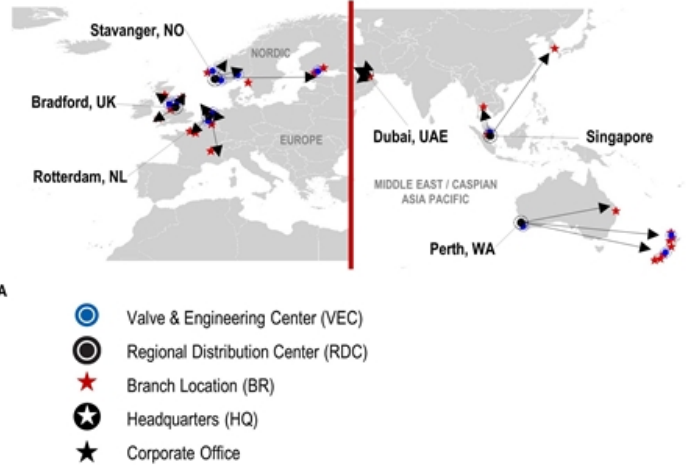 Stavanger, NO
NORDIC
Bradford, UK
EUROPE
Rotterdam, NL
Dubai, UAE
Singapore
MIDDLE EAST / CASPIAN
ASIA PACIFIC
Perth, WA
A
Valve & Engineering Center (VEC)
Regional Distribution Center (RDC)
Branch Location (BR)
Headquarters (HQ)
Corporate Office